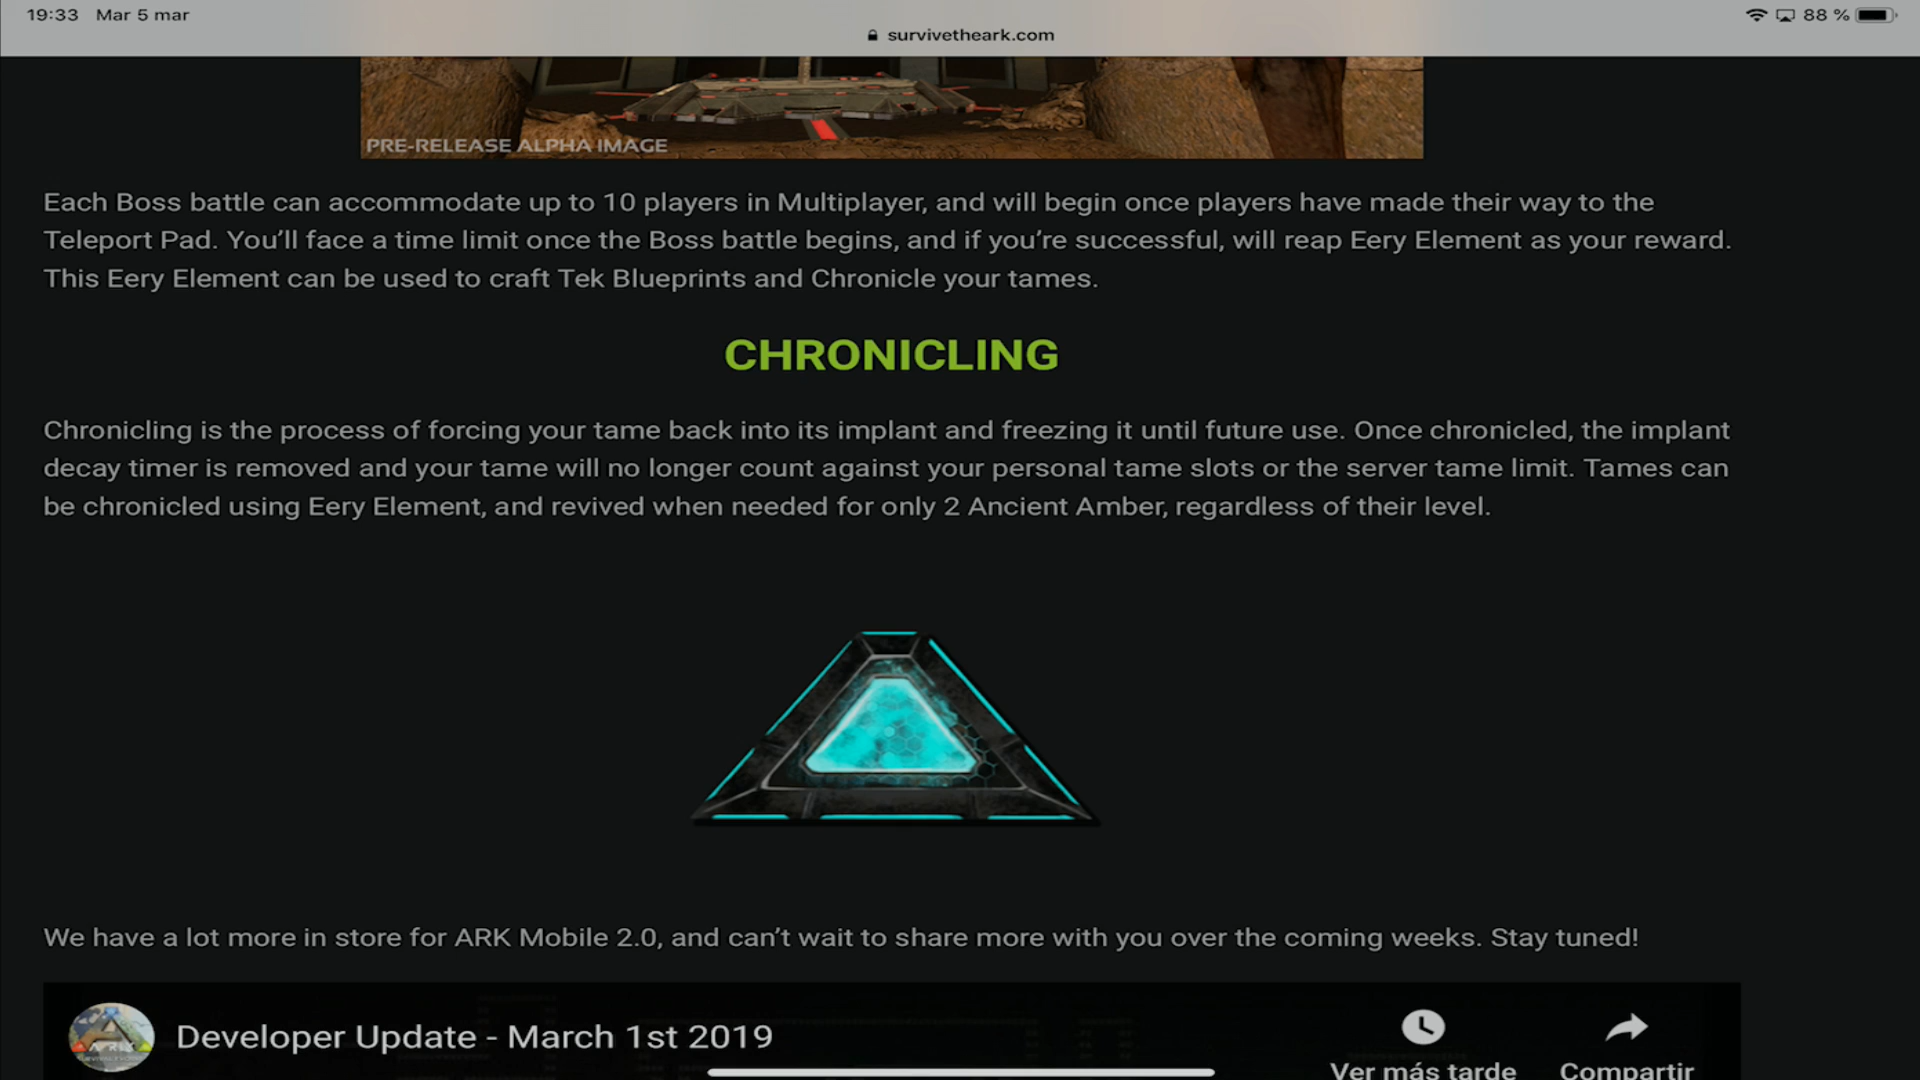 19:33 Mar 5 mar
88 %
survivetheark.com
PRE-RELEASE ALPHA IMAGE
Each Boss battle can accommodate up to 10 players in Multiplayer, and will begin once players have made their way to the
Teleport Pad. You’ll face a time limit once the Boss battle begins, and if you’re successful, will reap Eery Element as your reward.
This Eery Element can be used to craft Tek Blueprints and Chronicle your tames.
CHRONICLING
Chronicling is the process of forcing your tame back into its implant and freezing it until future use. Once chronicled, the implant
decay timer is removed and your tame will no longer count against your personal tame slots or the server tame limit. Tames can
be chronicled using Eery Element, and revived when needed for only 2 Ancient Amber, regardless of their level.
We have a lot more in store for ARK Mobile 2.0, and can’t wait to share more with you over the coming weeks. Stay tuned!
ARK
Developer Update - March 1st 2019
Ver más tarde
Compartir